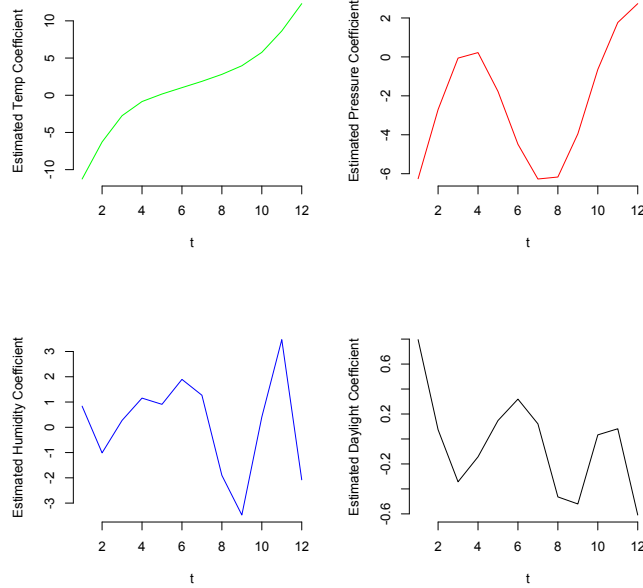 Estimated Temp Coefficient
-10
-5
0
5
10
2 4 6 8 10 12
t
Estimated Pressure Coefficient
-6
-4
-2
0
2
2 4 6 8 10 12
t
Estimated Humidity Coefficient
-3
-2
-1
0
1
2
3
2 4 6 8 10 12
t
Estimated Daylight Coefficient
-0.6
-0.2
0.2
0.6
2 4 6 8 10 12
t